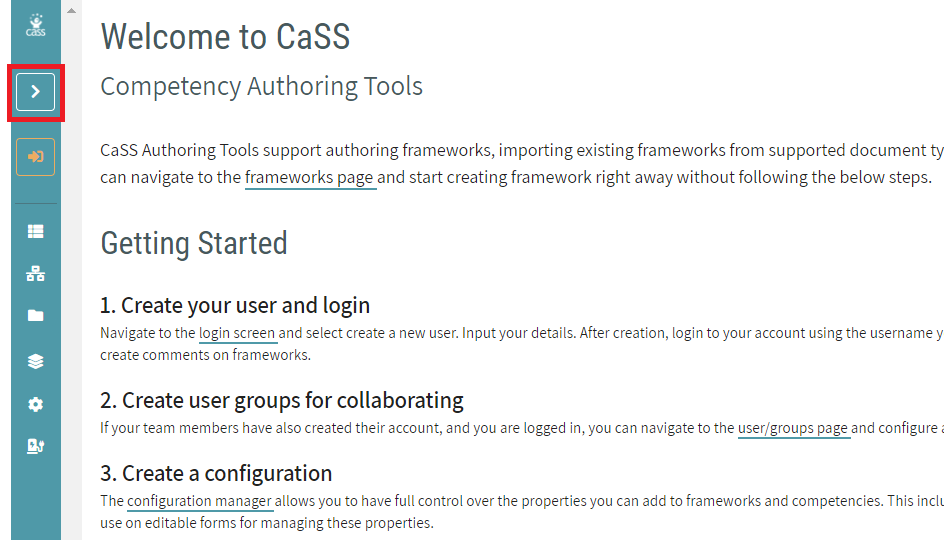 cass
Welcome to CaSS
Competency Authoring Tools
CaSS Authoring Tools support authoring frameworks, importing existing frameworks from supported document ty
can navigate to the frameworks page and start creating framework right away without following the below steps.
Getting Started
1. Create your user and login
Navigate to the login screen and select create a new user. Input your details. After creation, login to your account using the username y
create comments on frameworks.
2. Create user groups for collaborating
If your team members have also created their account, and you are logged in, you can navigate to the user/groups page and configure a
3. Create a configuration
The configuration manager allows you to have full control over the properties you can add to frameworks and competencies. This inclu
use on editable forms for managing these properties.